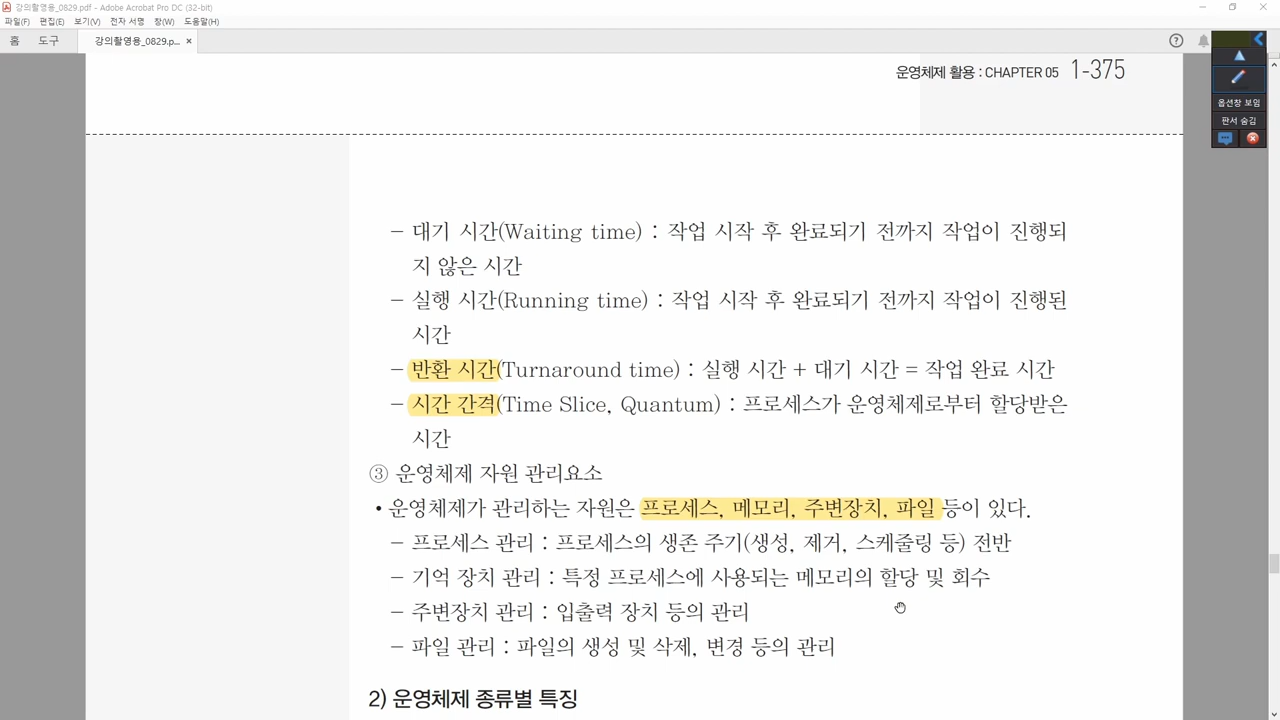 강의촬영용_0829.pdf - Adobe Acrobat Pro DC (32-bit)
파일(F) 편집(E) 보기(V) 전자 서명 창(W) 도움말(H)
홈 도구 강의촬영용_0829.p... ×
옵션창 보임
판서 숨김
운영체제 활용 : CHAPTER 05 1-375
– 대기 시간(Waiting time) : 작업 시작 후 완료되기 전까지 작업이 진행되
지 않은 시간
– 실행 시간(Running time) : 작업 시작 후 완료되기 전까지 작업이 진행된
시간
– 반환 시간(Turnaround time) : 실행 시간 + 대기 시간 = 작업 완료 시간
– 시간 간격(Time Slice, Quantum) : 프로세스가 운영체제로부터 할당받은
시간
③ 운영체제 자원 관리요소
• 운영체제가 관리하는 자원은 프로세스, 메모리, 주변장치, 파일 등이 있다.
– 프로세스 관리 : 프로세스의 생존 주기(생성, 제거, 스케줄링 등) 전반
– 기억 장치 관리 : 특정 프로세스에 사용되는 메모리의 할당 및 회수
– 주변장치 관리 : 입출력 장치 등의 관리
– 파일 관리 : 파일의 생성 및 삭제, 변경 등의 관리
2) 운영체제 종류별 특징